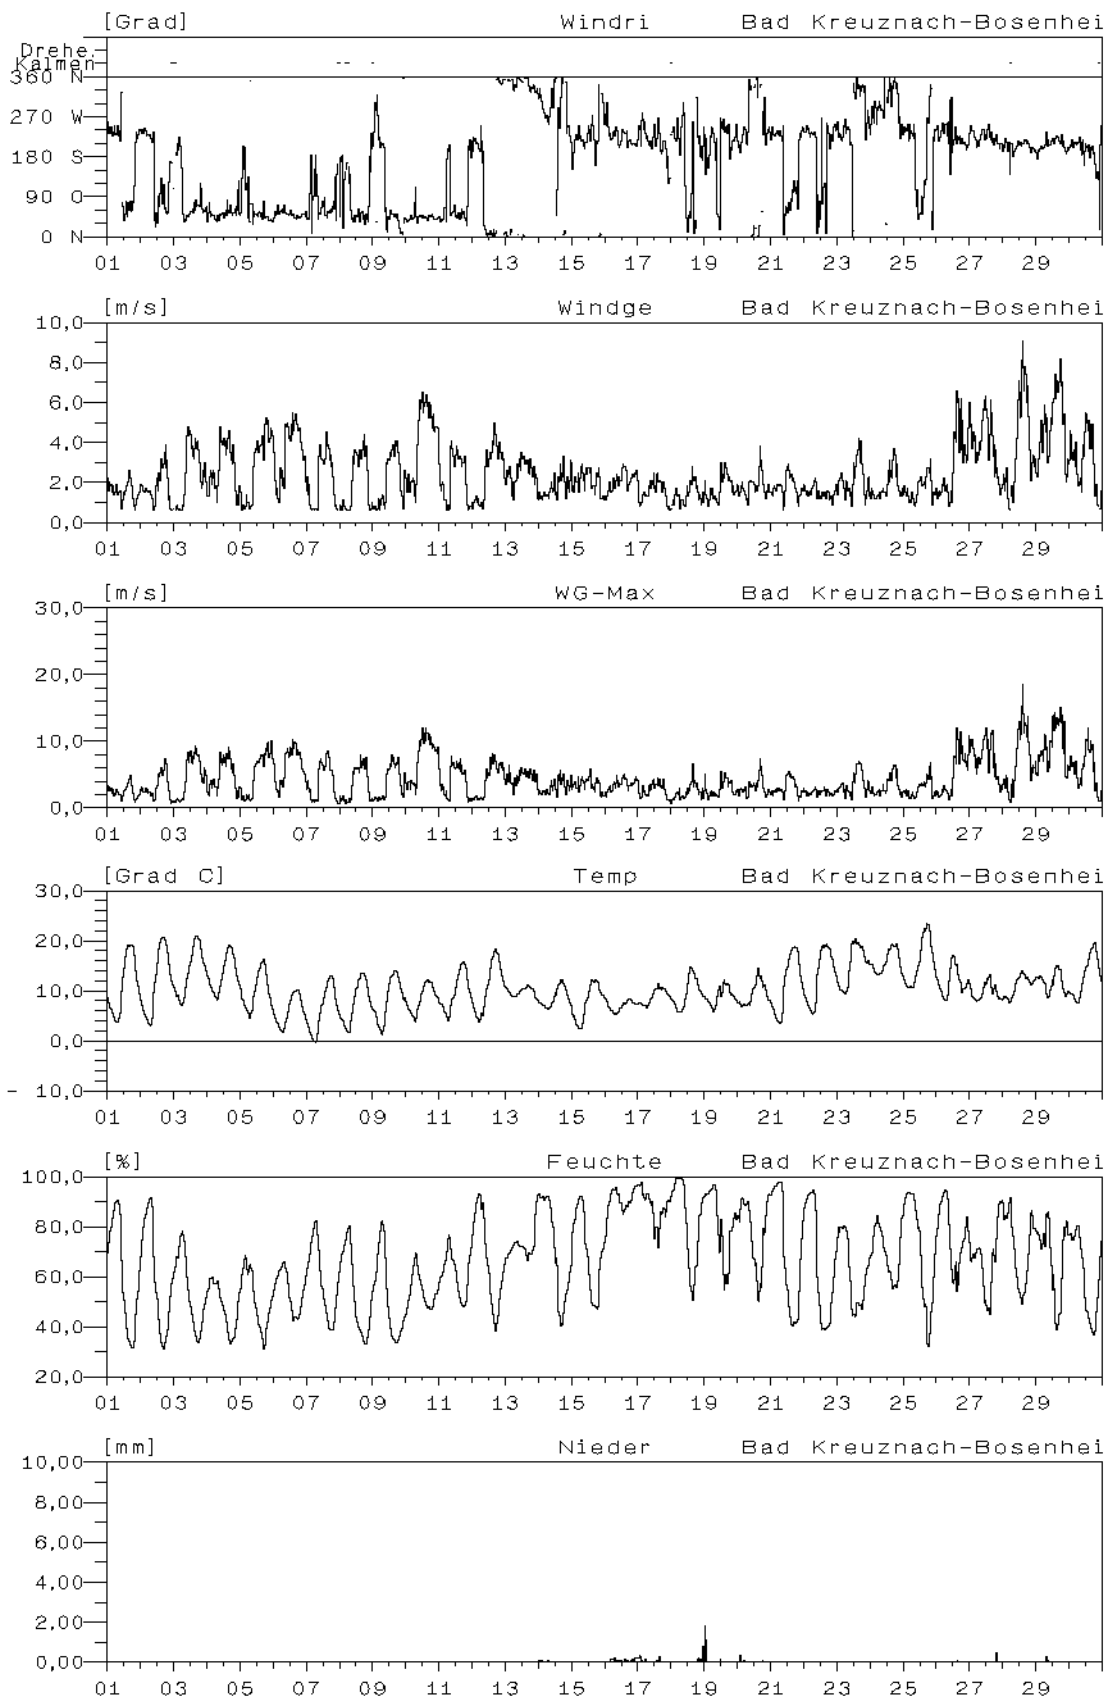 [Grad] Windri Bad Kreuznach-Bosenhei
Drehe.
Kalmen
360 N
270 W
180 S
90 O
0 N
01 03 05 07 09 11 13 15 17 19 21 23 25 27 29
[m/s] Windge Bad Kreuznach-Bosenhei
10,0
8,0
6,0
4,0
2,0
0,0
01 03 05 07 09 11 13 15 17 19 21 23 25 27 29
[m/s] WG-Max Bad Kreuznach-Bosenhei
30,0
20,0
10,0
0,0
01 03 05 07 09 11 13 15 17 19 21 23 25 27 29
[Grad C] Temp Bad Kreuznach-Bosenhei
30,0
20,0
10,0
0,0
- 10,0
01 03 05 07 09 11 13 15 17 19 21 23 25 27 29
[%] Feuchte Bad Kreuznach-Bosenhei
100,0
80,0
60,0
40,0
20,0
01 03 05 07 09 11 13 15 17 19 21 23 25 27 29
[mm] Nieder Bad Kreuznach-Bosenhei
10,00
8,00
6,00
4,00
2,00
0,00
01 03 05 07 09 11 13 15 17 19 21 23 25 27 29